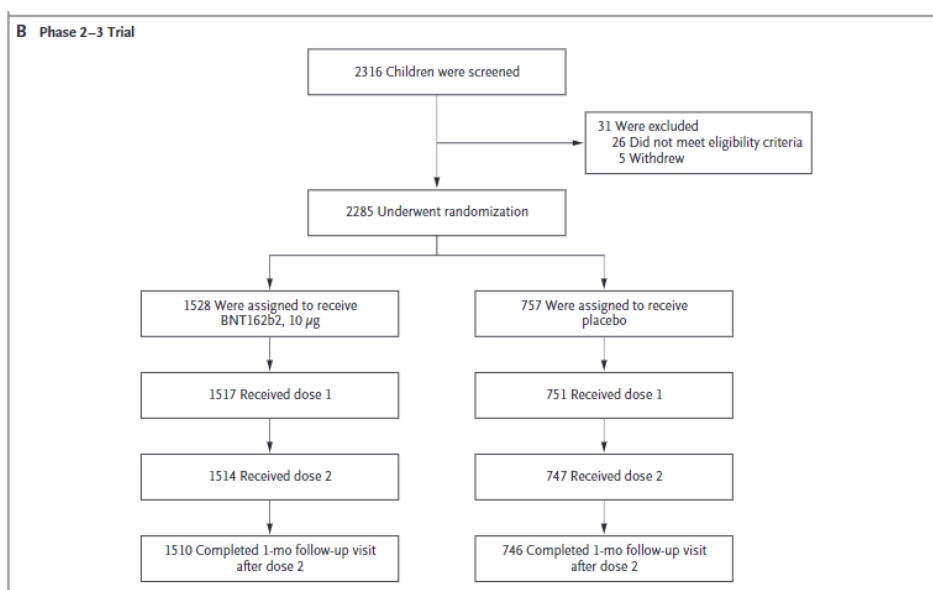 B Phase 2–3 Trial
2316 Children were screened
31 Were excluded
26 Did not meet eligibility criteria
5 Withdrew
2285 Underwent randomization
1528 Were assigned to receive
BNT162b2, 10 μg
757 Were assigned to receive
placebo
1517 Received dose 1
751 Received dose 1
1514 Received dose 2
747 Received dose 2
1510 Completed 1-mo follow-up visit
after dose 2
746 Completed 1-mo follow-up visit
after dose 2